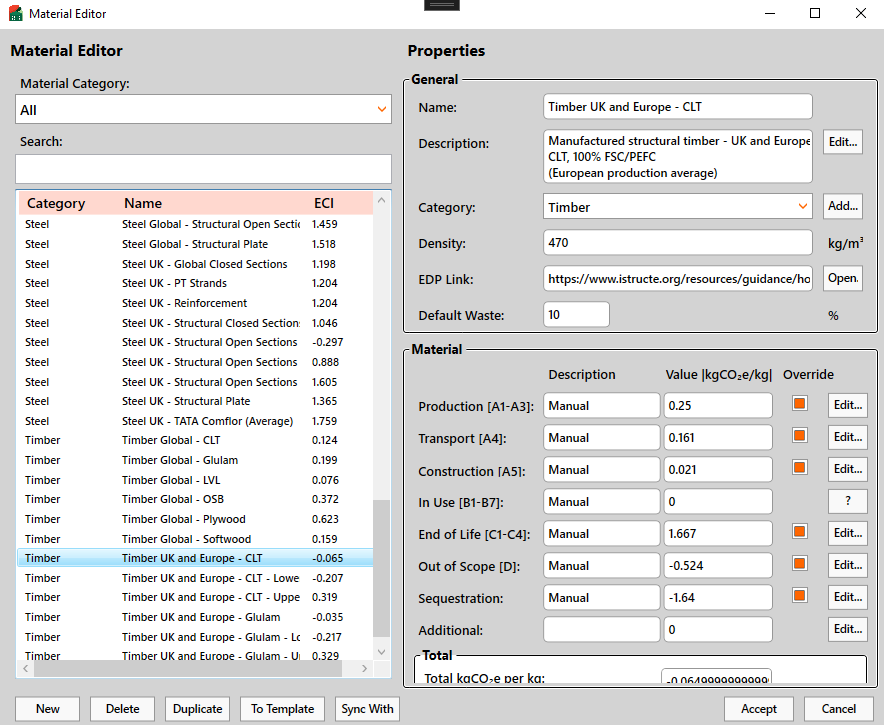 Material Editor
Material Editor
Material Category:
All
Search:
Category Name ECI
Steel Steel Global - Structural Open Sectic 1.459
Steel Steel Global - Structural Plate 1.518
Steel Steel UK - Global Closed Sections 1.198
Steel Steel UK - PT Strands 1.204
Steel Steel UK - Reinforcement 1.204
Steel Steel UK - Structural Closed Section: 1.046
Steel Steel UK - Structural Open Sections -0.297
Steel Steel UK - Structural Open Sections 0.888
Steel Steel UK - Structural Open Sections 1.605
Steel Steel UK - Structural Plate 1.365
Steel Steel UK - TATA Comflor (Average) 1.759
Timber Timber Global - CLT 0.124
Timber Timber Global - Glulam 0.199
Timber Timber Global - LVL 0.076
Timber Timber Global - OSB 0.372
Timber Timber Global - Plywood 0.623
Timber Timber Global - Softwood 0.159
Timber Timber UK and Europe - CLT -0.065
Timber Timber UK and Europe - CLT - Lowe -0.207
Timber Timber UK and Europe - CLT - Uppe 0.319
Timber Timber UK and Europe - Glulam -0.035
Timber Timber UK and Europe - Glulam - Lc -0.217
Timber Timber UK and Europe - Glulam - U 0.329
New Delete Duplicate To Template Sync With
Properties
General
Name: Timber UK and Europe - CLT
Description: Manufactured structural timber - UK and Europe Edit...
CLT, 100% FSC/PEFC
(European production average)
Category: Timber Add...
Density: 470 kg/m³
EDP Link: https://www.istructe.org/resources/guidance/ho Open.
Default Waste: 10 %
Material
Description Value |kgCO₂e/kg| Override
Production [A1-A3]: Manual 0.25 Edit...
Transport [A4]: Manual 0.161 Edit...
Construction [A5]: Manual 0.021 Edit...
In Use [B1-B7]: Manual 0 ?
End of Life [C1-C4]: Manual 1.667 Edit...
Out of Scope [D]: Manual -0.524 Edit...
Sequestration: Manual -1.64 Edit...
Additional: 0 Edit...
Total
Total kgCO₂e per kg: -0.0649999999999
Accept Cancel